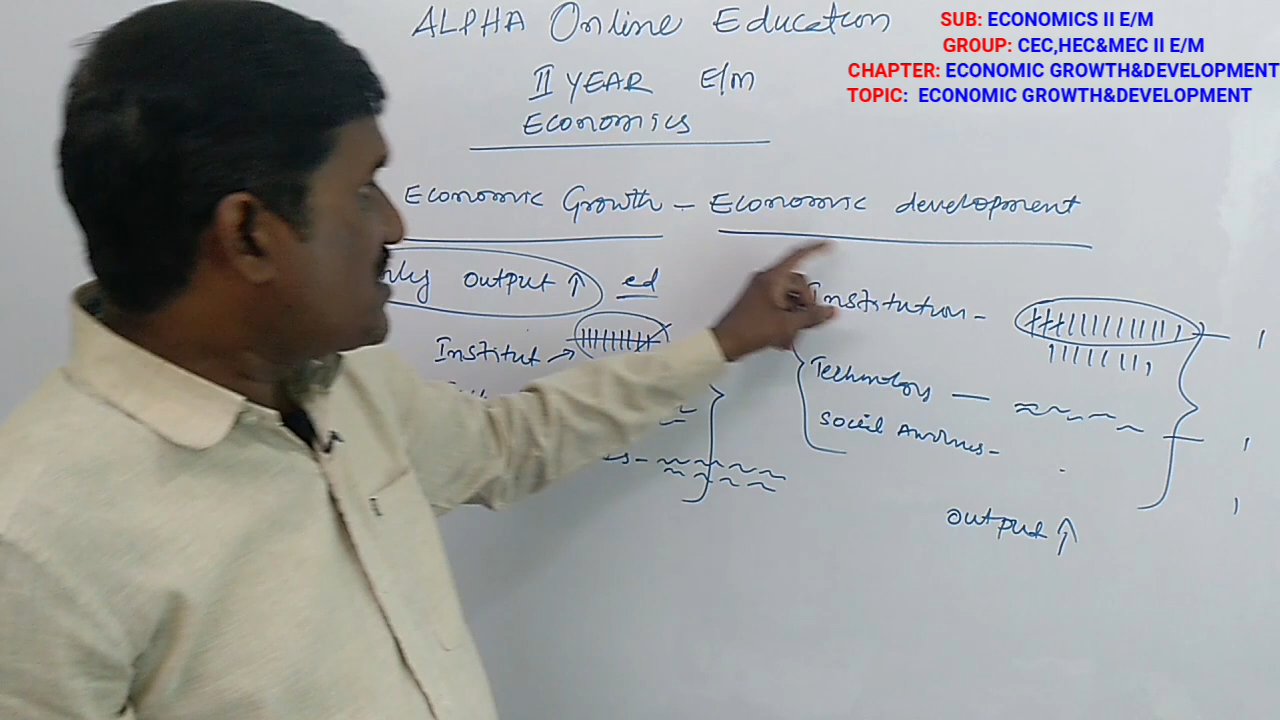 ALPHA Online Education
II YEAR E/M
ECONOMICS
SUB: ECONOMICS II E/M
GROUP: CEC,HEC&MEC II E/M
CHAPTER: ECONOMIC GROWTH&DEVELOPMENT
TOPIC: ECONOMIC GROWTH&DEVELOPMENT
Economic Growth - Economic development
output ↑ ed
Institut →
Institution -
Technology -
Social
output ↑